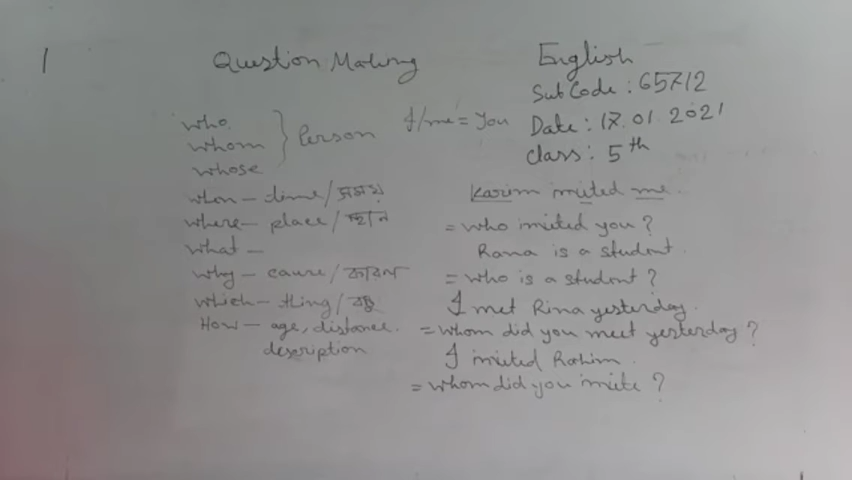 1
Question Making
English
Sub Code : 65712
Date : 17.01.2021
Class : 5th
who
whom } Person
whose
I/me = You
when - time/সময়
where - place/স্থান
what -
why - cause/কারণ
which - thing/বস্তু
How - age, distance.
description
Karim invited me.
= who invited you ?
Rana is a student.
= who is a student ?
I met Rina yesterday.
= whom did you meet yesterday ?
I invited Rahim.
= whom did you invite ?